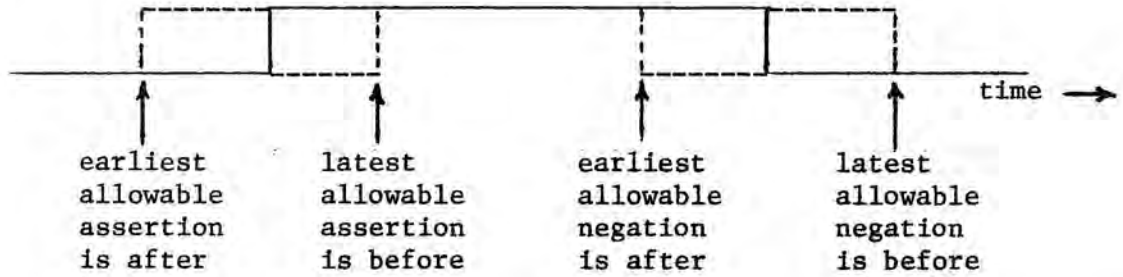 time
earliest allowable assertion is after
latest allowable assertion is before
earliest allowable negation is after
latest allowable negation is before